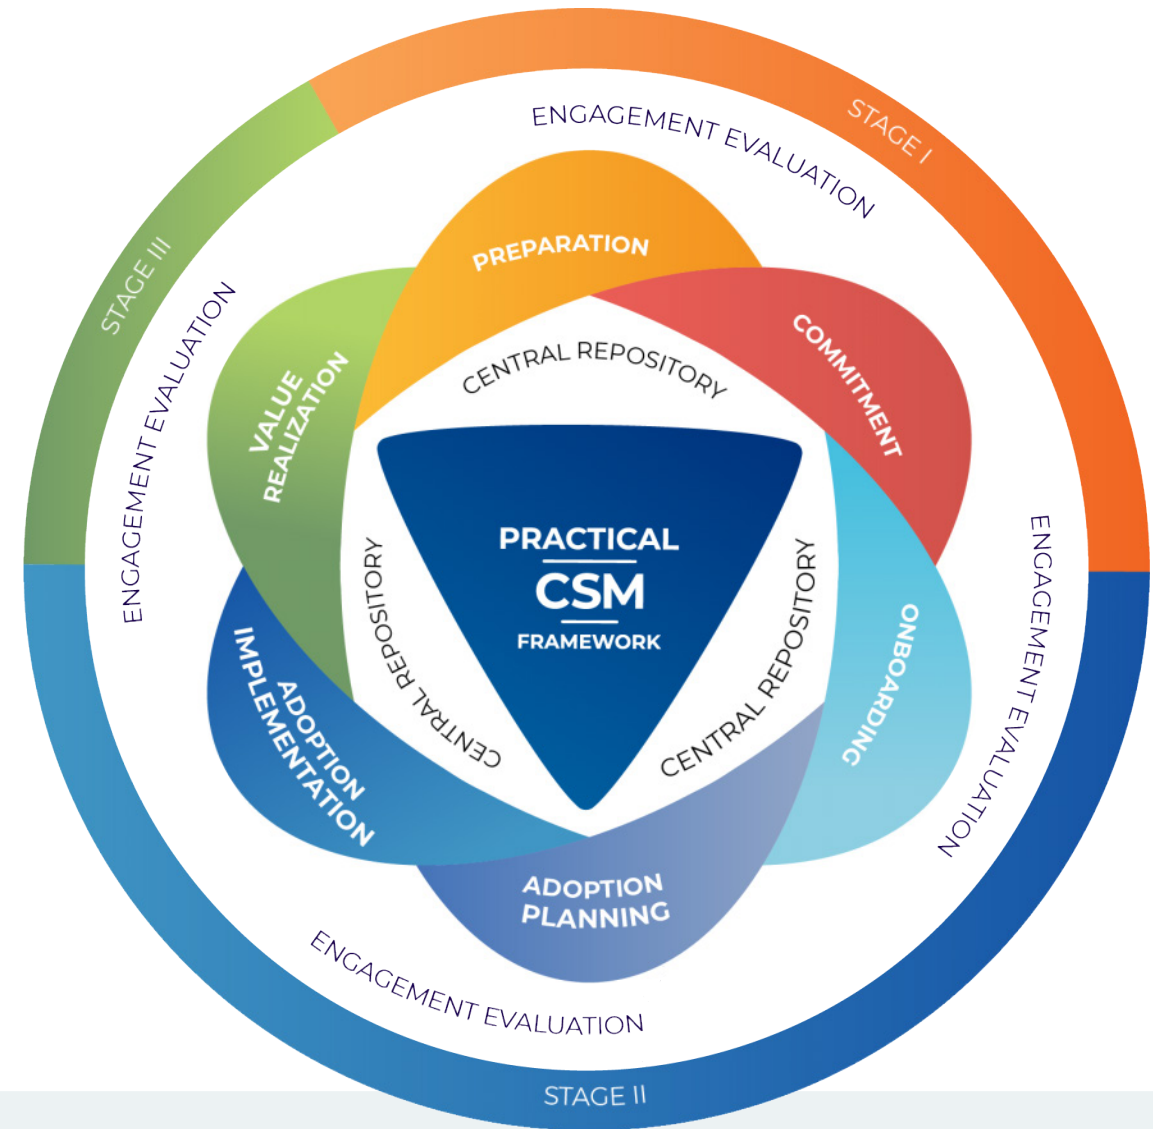 STAGE I
ENGAGEMENT EVALUATION
PREPARATION
COMMITMENT
CENTRAL REPOSITORY
STAGE III
ENGAGEMENT EVALUATION
VALUE
REALIZATION
PRACTICAL
CSM
FRAMEWORK
CENTRAL REPOSITORY
CENTRAL REPOSITORY
ONBOARDING
ENGAGEMENT EVALUATION
ADOPTION
IMPLEMENTATION
ADOPTION
PLANNING
ENGAGEMENT EVALUATION
STAGE II